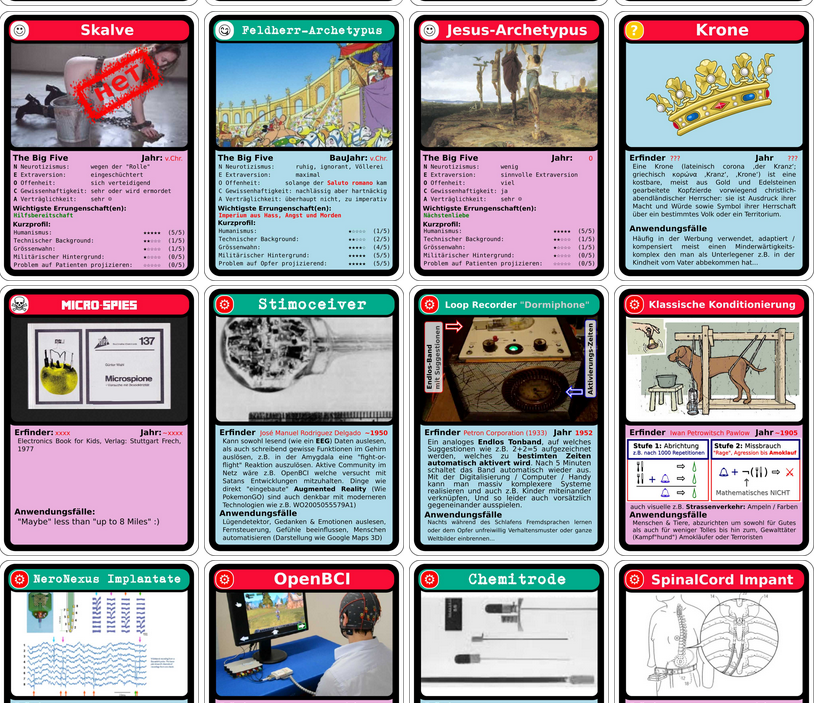 Skalve
НЕТ
The Big Five Jahr: v.Chr.
N Neurotizismus: wegen der "Rolle"
E Extraversion: eingeschüchtert
O Offenheit: sich verteidigend
C Gewissenhaftigkeit: sehr oder wird ermordet
A Verträglichkeit: sehr ☺
Wichtigste Errungenschaft(en):
Hilfsbereitschaft
Kurzprofil:
Humanismus: ★★★★★ (5/5)
Technischer Background: ★★☆☆☆ (2/5)
Grössenwahn: ★☆☆☆☆ (1/5)
Militärischer Hintergrund: ☆☆☆☆☆ (0/5)
Problem auf Patienten projizieren: ☆☆☆☆☆ (0/5)
Feldherr-Archetypus
The Big Five BauJahr: v.Chr.
N Neurotizismus: ruhig, ignorant, Völlerei
E Extraversion: maximal
O Offenheit: solange der Saluto romano kam
C Gewissenhaftigkeit: nachlässig aber hartnäckig
A Verträglichkeit: überhaupt nicht, zu imperativ
Wichtigste Errungenschaft(en):
Imperium aus Hass, Angst und Morden
Kurzprofil:
Humanismus: ★☆☆☆☆ (1/5)
Technischer Background: ★★☆☆☆ (2/5)
Grössenwahn: ★★★★☆ (4/5)
Militärischer Hintergrund: ★★★★★ (5/5)
Problem auf Opfer projizierend: ★★★★★ (5/5)
Jesus-Archetypus
The Big Five Jahr: 0
N Neurotizismus: wenig
E Extraversion: sinnvolle Extraversion
O Offenheit: viel
C Gewissenhaftigkeit: ja
A Verträglichkeit: sehr ☺
Wichtigste Errungenschaft(en):
Nächstenliebe
Kurzprofil:
Humanismus: ★★★★★ (5/5)
Technischer Background: ★☆☆☆☆ (1/5)
Grössenwahn: ★☆☆☆☆ (1/5)
Militärischer Hintergrund: ☆☆☆☆☆ (0/5)
Problem auf Patienten projizieren: ☆☆☆☆☆ (0/5)
? Krone
Erfinder ??? Jahr ???
Eine Krone (lateinisch corona ‚der Kranz';
griechisch κορώνα ‚Kranz', ‚Krone') ist eine
kostbare, meist aus Gold und Edelsteinen
gearbeitete Kopfzierde vorwiegend christlich-
abendländischer Herrscher: sie ist Ausdruck ihrer
Macht und Würde sowie Symbol ihrer Herrschaft
über ein bestimmtes Volk oder ein Territorium.
Anwendungsfälle
Häufig in der Werbung verwendet, adaptiert /
kompensiert meist einen Minderwärtigkeits-
komplex den man als Unterlegener z.B. in der
Kindheit vom Vater abbekommen hat...
MICRO-SPIES
137
Microspione
Erfinder: xxxx Jahr: ~xxxx
Electronics Book for Kids, Verlag: Stuttgart Frech,
1977
Anwendungsfälle:
"Maybe" less than "up to 8 Miles" :)
Stimoceiver
Erfinder José Manuel Rodriguez Delgado ~1950
Kann sowohl lesend (wie ein EEG) Daten auslesen,
als auch schreibend gewisse Funktionen im Gehirn
auslösen, z.B. in der Amygdala eine "fight-or-
flight" Reaktion auszulösen. Aktive Community im
Netz wäre z.B. OpenBCI welche versucht mit
Satans Entwicklungen mitzuhalten. Dinge wie
direkt "eingebaute" Augmented Reality (Wie
PokemonGO) sind auch denkbar mit moderneren
Technologien wie z.B. WO2005055579A1)
Anwendungsfälle
Lügendetektor, Gedanken & Emotionen auslesen,
Fernsteuerung, Gefühle beeinflussen, Menschen
automatisieren (Darstellung wie Google Maps 3D)
Loop Recorder "Dormiphone"
Endlos-Band
mit Suggestionen
Aktivierungs-Zeiten
Erfinder Petron Corporation (1933) Jahr 1952
Ein analoges Endlos Tonband, auf welches
Suggestionen wie z.B. 2+2=5 aufgezeichnet
werden, welches zu bestimmten Zeiten
automatisch aktivert wird. Nach 5 Minuten
schaltet das Band automatisch wieder aus.
Mit der Digitalisierung / Computer / Handy
kann man massiv komplexere Systeme
realisieren und auch z.B. Kinder miteinander
verknüpfen. Und so leider auch vorsätzlich
gegeneinander ausspielen.
Anwendungsfälle
Nachts während des Schlafens Fremdsprachen lernen
oder dem Opfer unfreiwillig Verhaltensmuster oder ganze
Weltbilder einbrennen...
Klassische Konditionierung
Erfinder Iwan Petrowitsch Pawlow Jahr ~1905
Stufe 1: Abrichtung
z.B. nach 1000 Repetitionen
Stufe 2: Missbrauch
"Rage", Agression bis Amoklauf
Mathematisches NICHT
auch visuelle z.B. Strassenverkehr: Ampeln / Farben
Anwendungsfälle
Menschen & Tiere, abzurichten um sowohl für Gutes
als auch für weniger Tolles bis hin zum, Gewalttäter
(Kampf"hund") Amokläufer oder Terroristen
NeroNexus Implantate
OpenBCI
Chemitrode
SpinalCord Impant